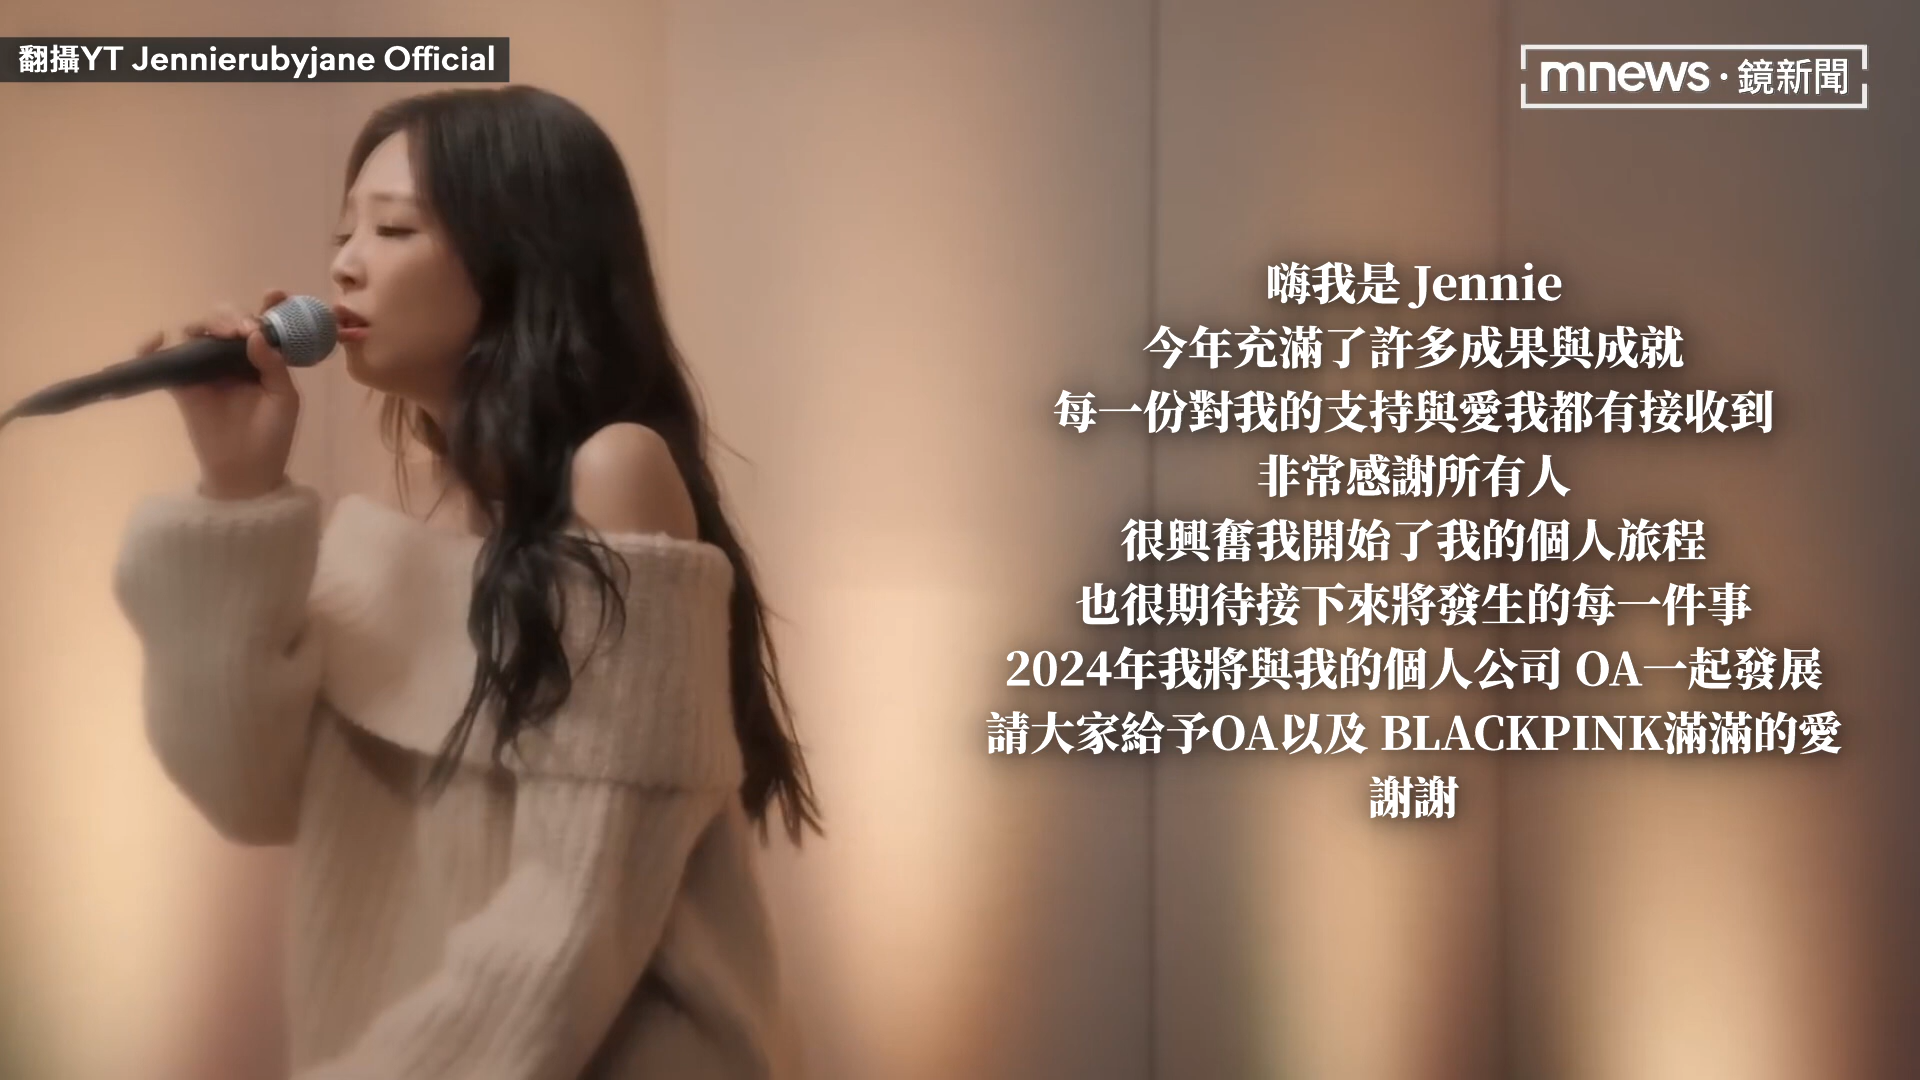 翻攝YT Jennierubyjane Official
mnews·鏡新聞
嗨我是 Jennie
今年充滿了許多成果與成就
每一份對我的支持與愛我都有接收到
非常感謝所有人
很興奮我開始了我的個人旅程
也很期待接下來將發生的每一件事
2024年我將與我的個人公司 OA一起發展
請大家給予OA以及 BLACKPINK滿滿的愛
謝謝